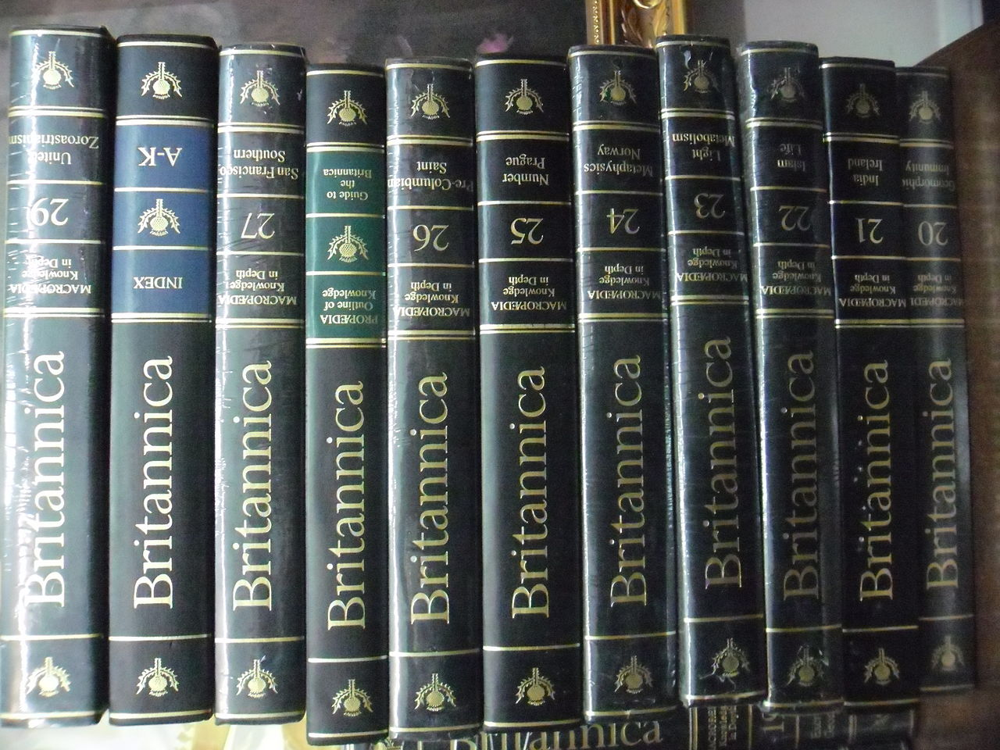 Britannica
MACROPÆDIA
Knowledge
in Depth
29
United
Zoroastrianism
Britannica
INDEX
A-K
Britannica
MACROPÆDIA
Knowledge
in Depth
27
San Francisco
Southern
Britannica
PROPÆDIA
Outline of
Knowledge
Guide to
the
Britannica
Britannica
MACROPÆDIA
Knowledge
in Depth
26
Pre-Columbian
Saint
Britannica
MACROPÆDIA
Knowledge
in Depth
25
Number
Prague
Britannica
MACROPÆDIA
Knowledge
in Depth
24
Metaphysics
Norway
Britannica
MACROPÆDIA
Knowledge
in Depth
23
Light
Metabolism
Britannica
MACROPÆDIA
Knowledge
in Depth
22
Islam
Life
Britannica
MACROPÆDIA
Knowledge
in Depth
21
India
Ireland
Britannica
MACROPÆDI
Knowledge
in Depth
20
Geomorphi
Immunity
Britannica